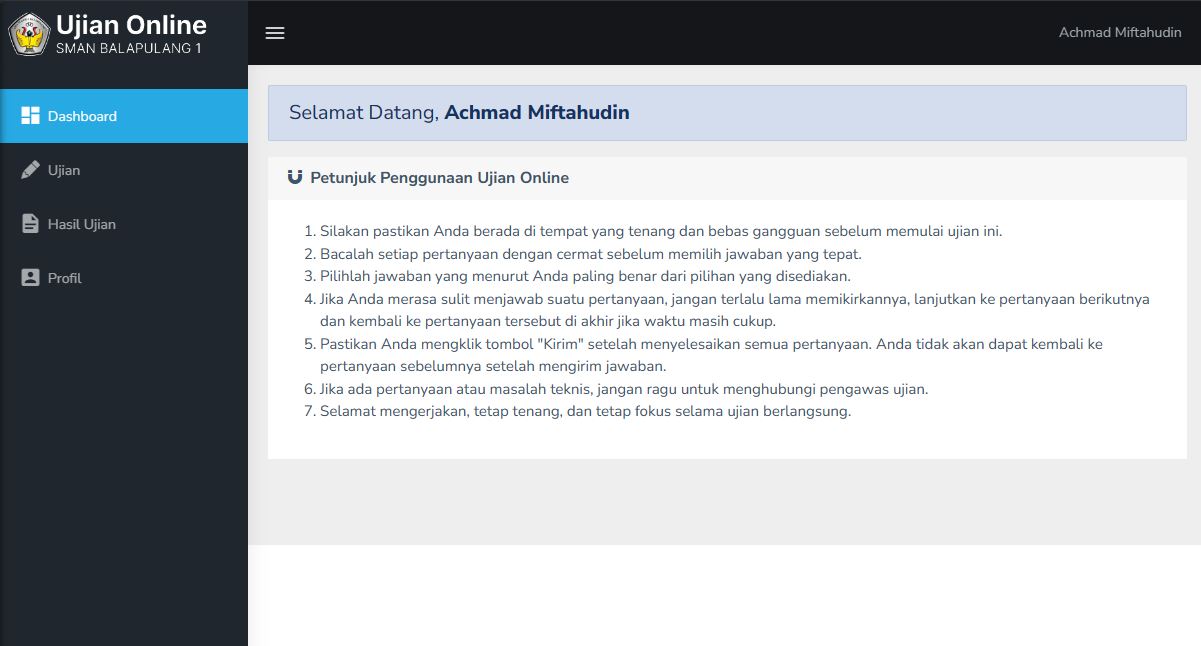 Ujian Online
SMAN BALAPULANG 1
Achmad Miftahudin
Dashboard
Ujian
Hasil Ujian
Profil
Selamat Datang, Achmad Miftahudin
Petunjuk Penggunaan Ujian Online
1. Silakan pastikan Anda berada di tempat yang tenang dan bebas gangguan sebelum memulai ujian ini.
2. Bacalah setiap pertanyaan dengan cermat sebelum memilih jawaban yang tepat.
3. Pilihlah jawaban yang menurut Anda paling benar dari pilihan yang disediakan.
4. Jika Anda merasa sulit menjawab suatu pertanyaan, jangan terlalu lama memikirkannya, lanjutkan ke pertanyaan berikutnya
dan kembali ke pertanyaan tersebut di akhir jika waktu masih cukup.
5. Pastikan Anda mengklik tombol "Kirim" setelah menyelesaikan semua pertanyaan. Anda tidak akan dapat kembali ke
pertanyaan sebelumnya setelah mengirim jawaban.
6. Jika ada pertanyaan atau masalah teknis, jangan ragu untuk menghubungi pengawas ujian.
7. Selamat mengerjakan, tetap tenang, dan tetap fokus selama ujian berlangsung.